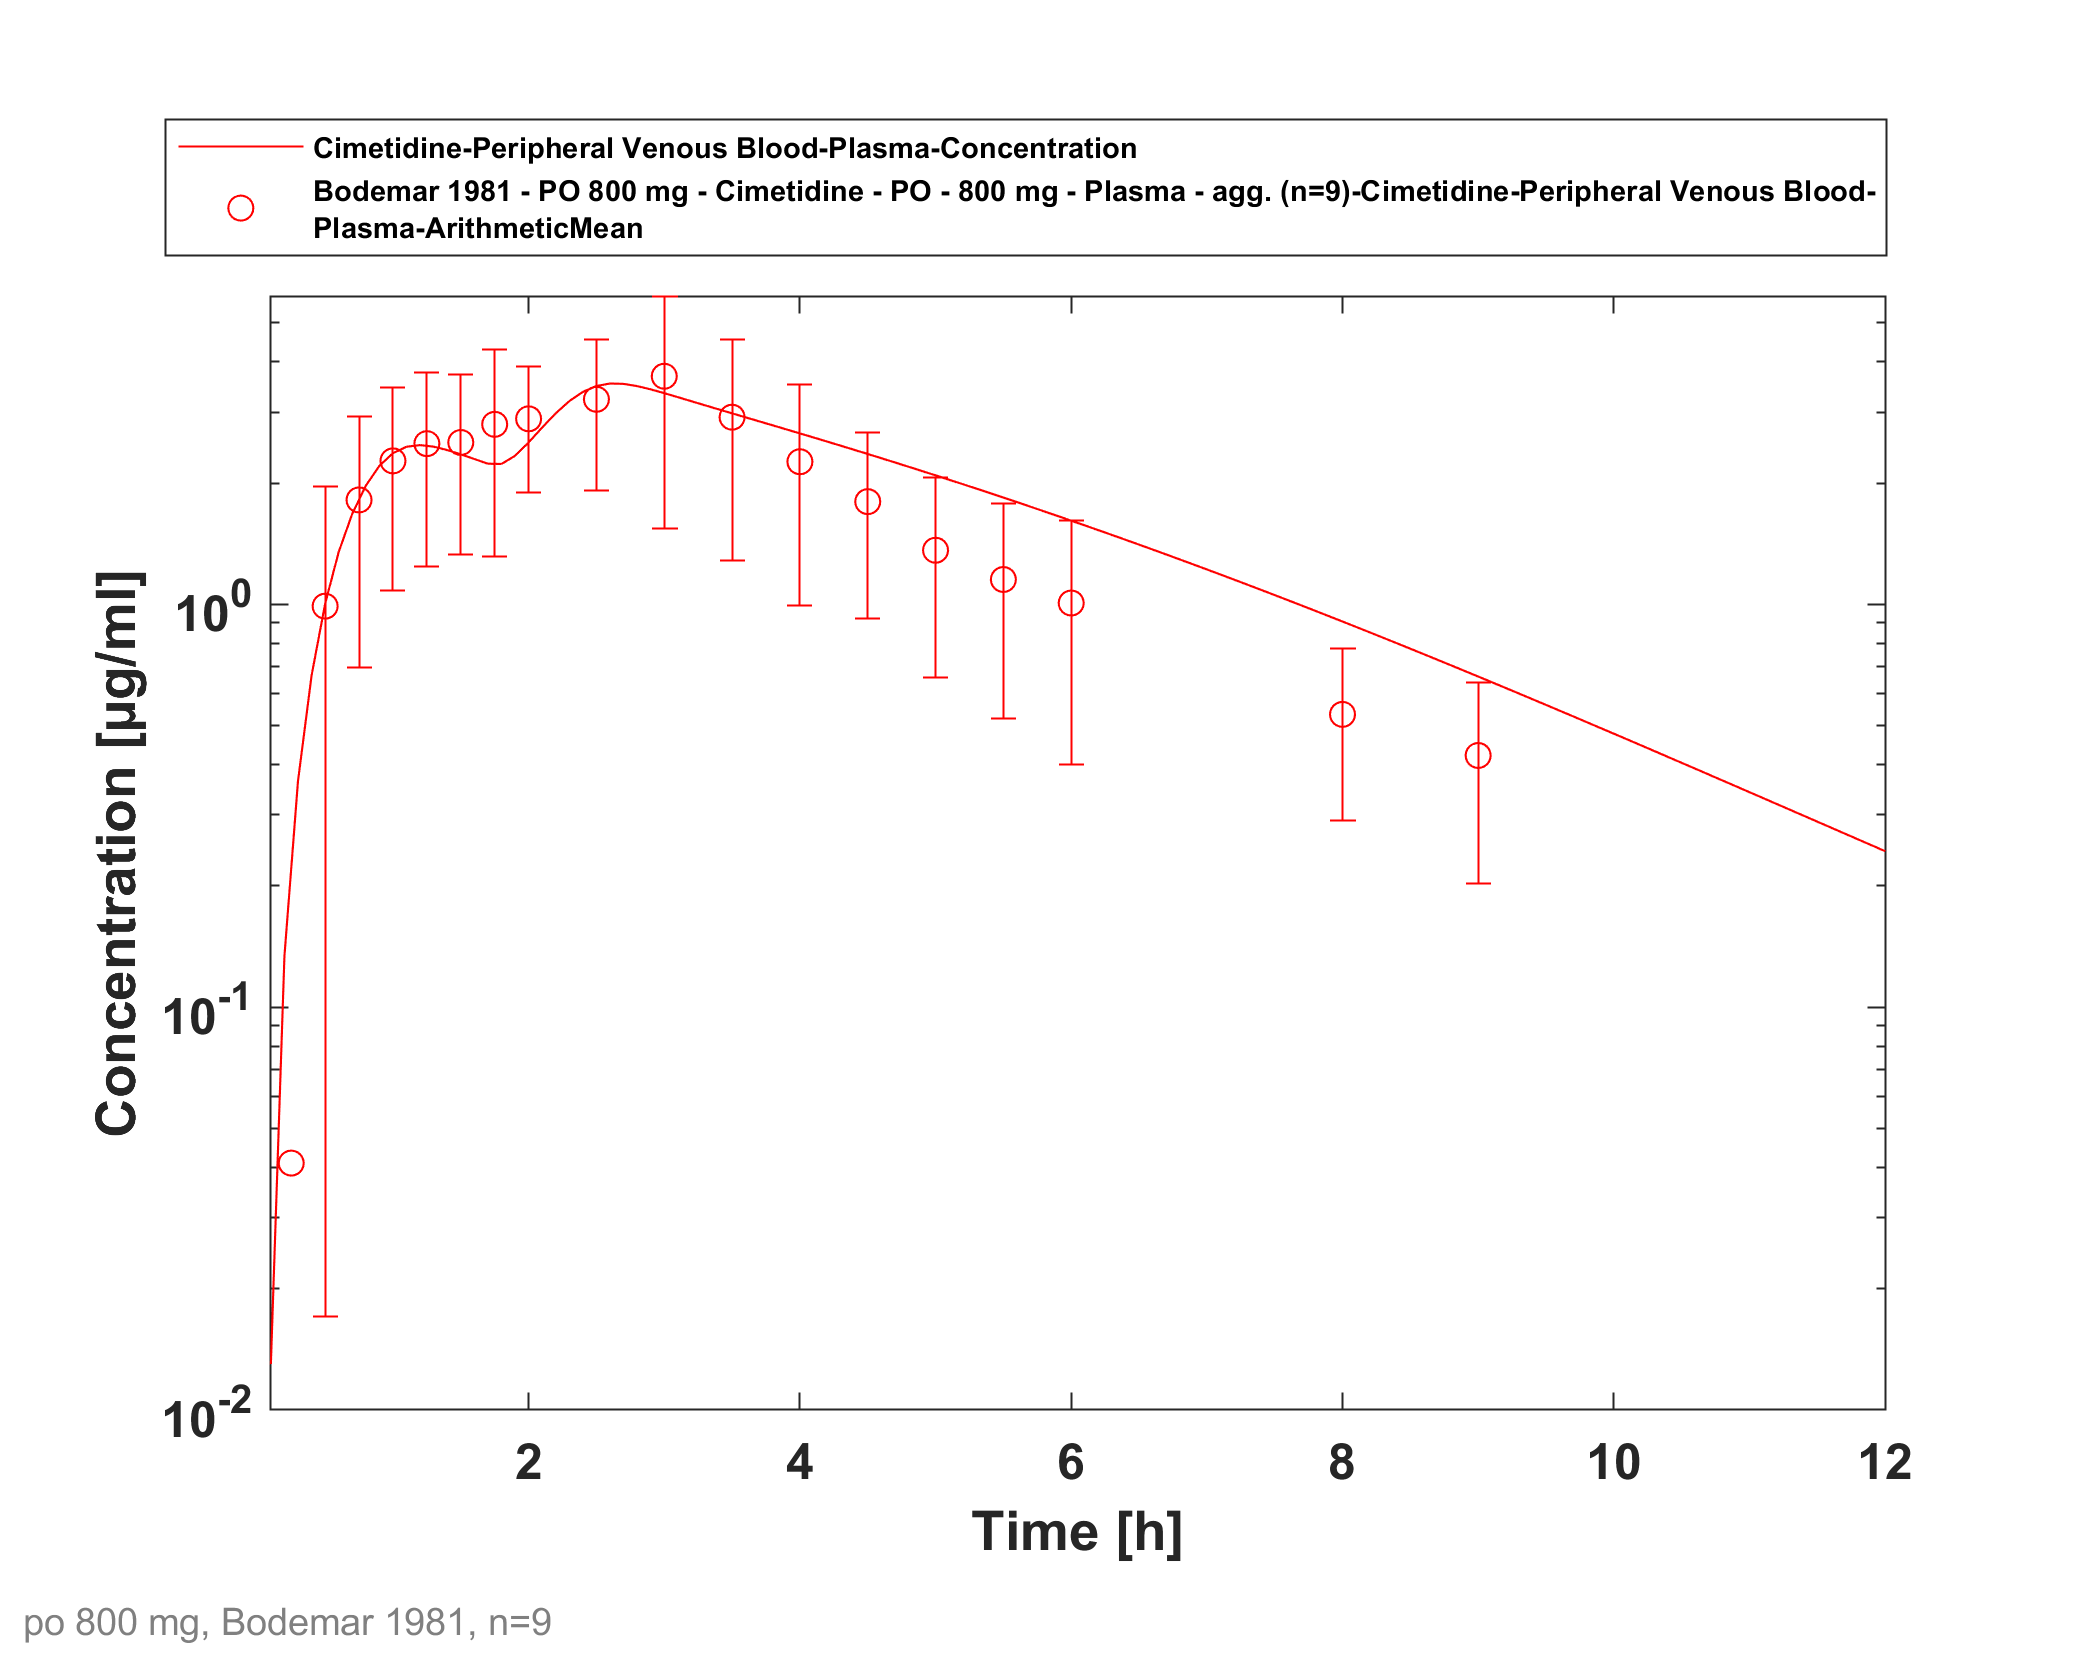 Cimetidine-Peripheral Venous Blood-Plasma-Concentration
Bodemar 1981 - PO 800 mg - Cimetidine - PO - 800 mg - Plasma - agg. (n=9)-Cimetidine-Peripheral Venous Blood-
Plasma-ArithmeticMean
Concentration [µg/ml]
10^0
10^-1
10^-2
2 4 6 8 10 12
Time [h]
po 800 mg, Bodemar 1981, n=9